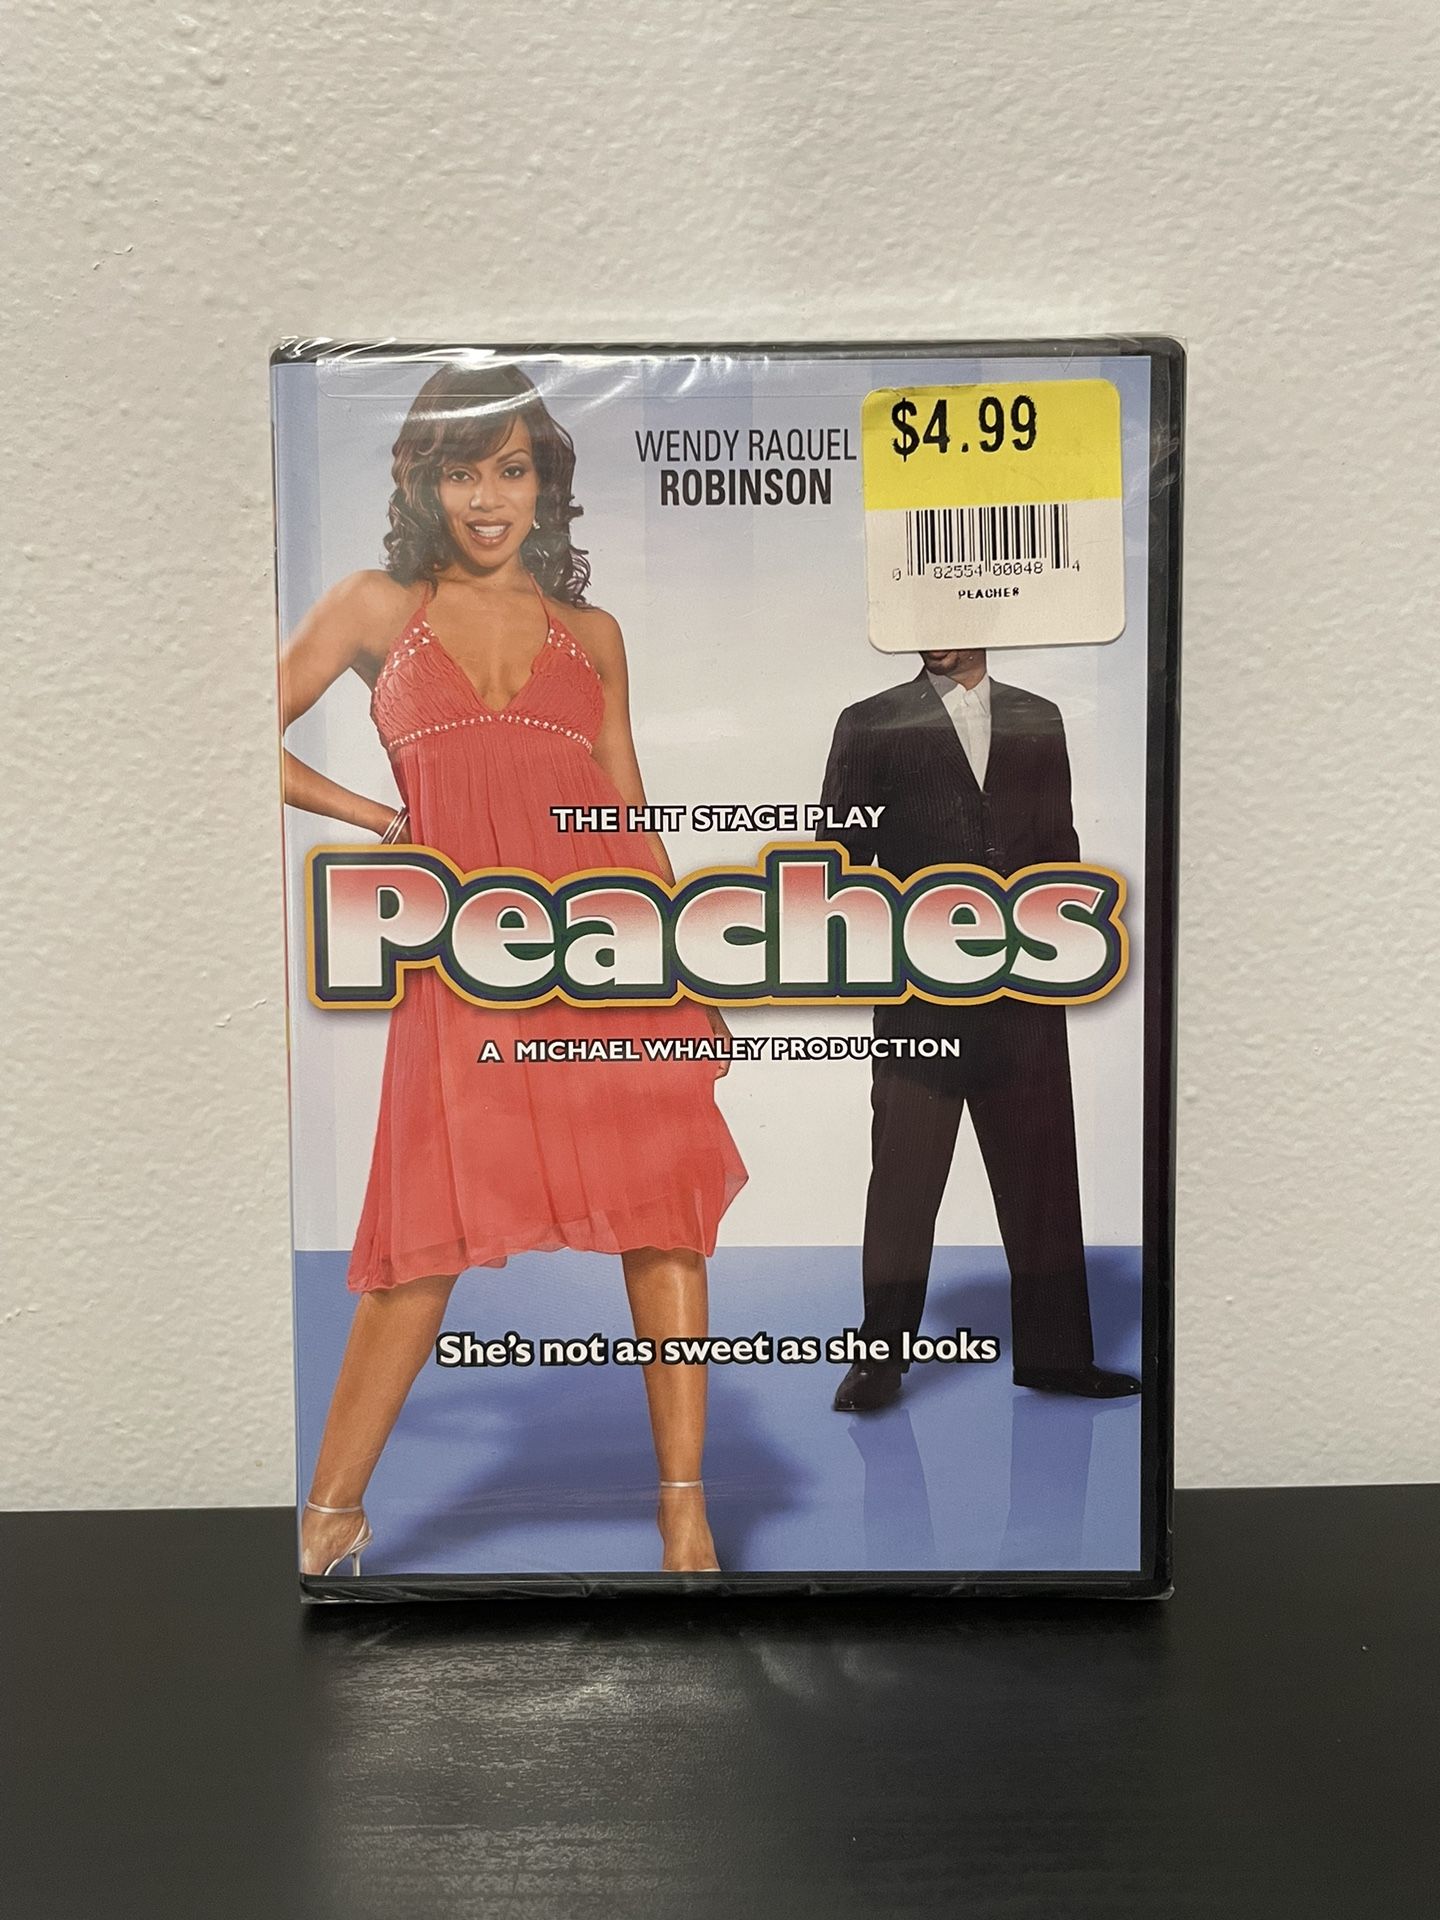 WENDY RAQUEL
ROBINSON
$4.99
0 82554 00048 4
PEACHES
THE HIT STAGE PLAY
Peaches
A MICHAEL WHALEY PRODUCTION
She's not as sweet as she looks